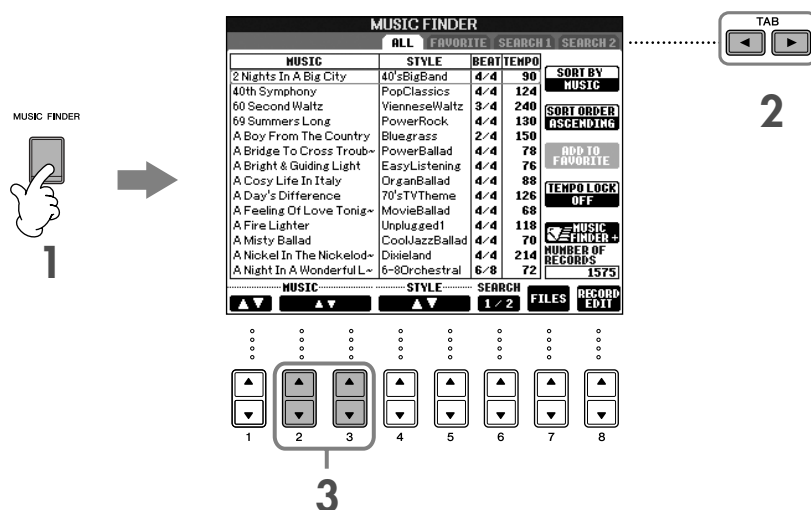 MUSIC FINDER
ALL FAVORITE SEARCH 1 SEARCH 2
TAB
2
MUSIC STYLE BEAT TEMPO
2 Nights In A Big City 40'sBigBand 4/4 90
40th Symphony PopClassics 4/4 124
60 Second Waltz VienneseWaltz 3/4 240
69 Summers Long PowerRock 4/4 130
A Boy From The Country Bluegrass 2/4 150
A Bridge To Cross Troub~ PowerBallad 4/4 78
A Bright & Guiding Light EasyListening 4/4 76
A Cosy Life In Italy OrganBallad 4/4 88
A Day's Difference 70'sTVTheme 4/4 126
A Feeling Of Love Tonig~ MovieBallad 4/4 68
A Fire Lighter Unplugged1 4/4 118
A Misty Ballad CoolJazzBallad 4/4 70
A Nickel In The Nickelod~ Dixieland 4/4 214
A Night In A Wonderful L~ 6-8Orchestral 6/8 72
SORT BY
MUSIC
SORT ORDER
ASCENDING
ADD TO
FAVORITE
TEMPO LOCK
OFF
MUSIC
FINDER +
NUMBER OF
RECORDS
1575
MUSIC STYLE SEARCH
1 / 2
FILES
RECORD
EDIT
MUSIC FINDER
1
1 2 3 4 5 6 7 8
3